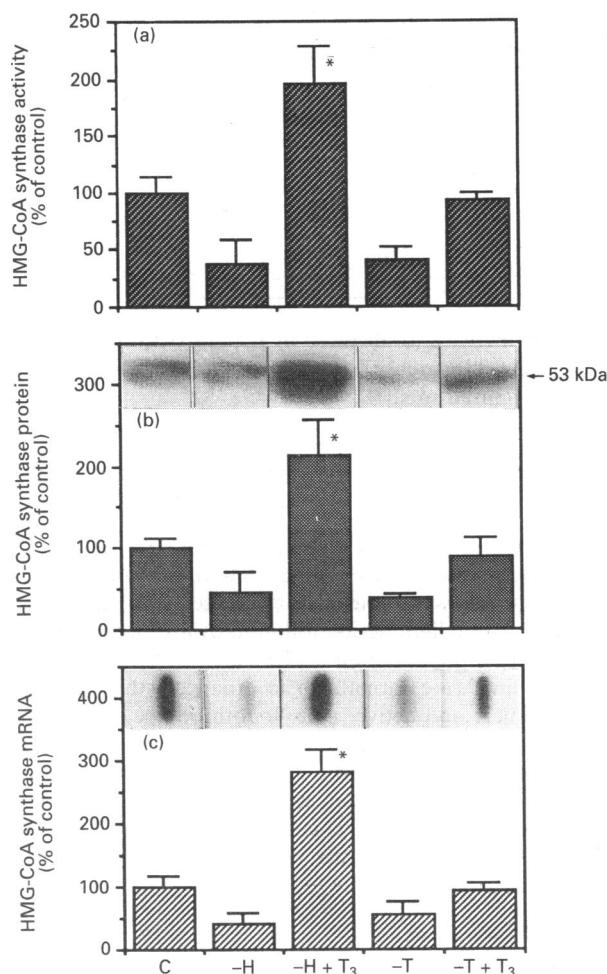 HMG-CoA synthase activity
(% of control)
250
200
150
100
50
0
(a)
*
HMG-CoA synthase protein
(% of control)
300
200
100
0
← 53 kDa
(b)
*
HMG-CoA synthase mRNA
(% of control)
400
300
200
100
0
(c)
*
C –H –H + T₃ –T –T + T₃